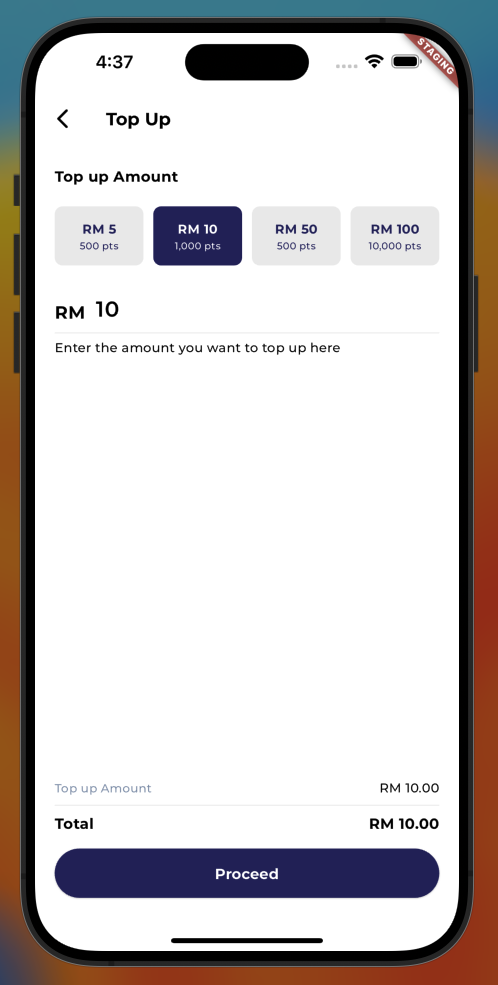 4:37
STAGING
Top Up
Top up Amount
RM 5
500 pts
RM 10
1,000 pts
RM 50
500 pts
RM 100
10,000 pts
RM 10
Enter the amount you want to top up here
Top up Amount RM 10.00
Total RM 10.00
Proceed